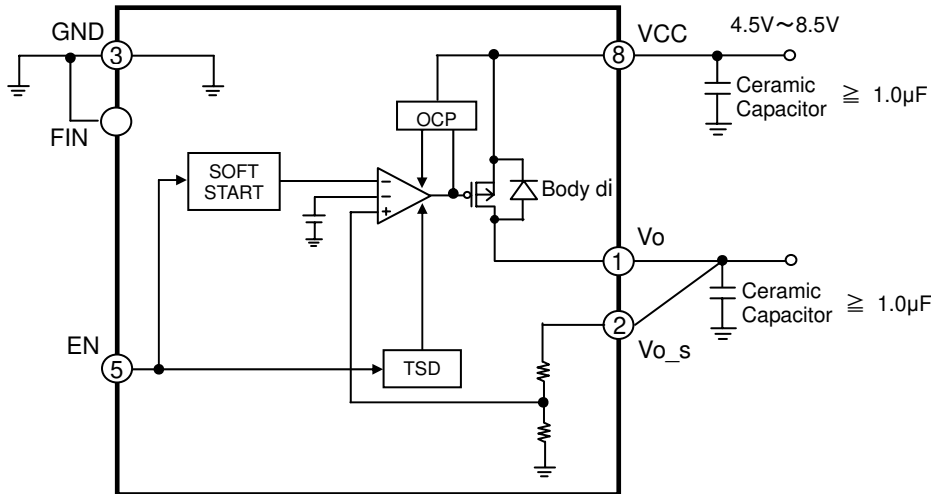 GND
3
FIN
VCC
8
4.5V～8.5V
Ceramic
Capacitor
≧ 1.0µF
OCP
SOFT
START
−
−
+
Body di
Vo
1
Ceramic
Capacitor
≧ 1.0µF
2
Vo_s
EN
5
TSD